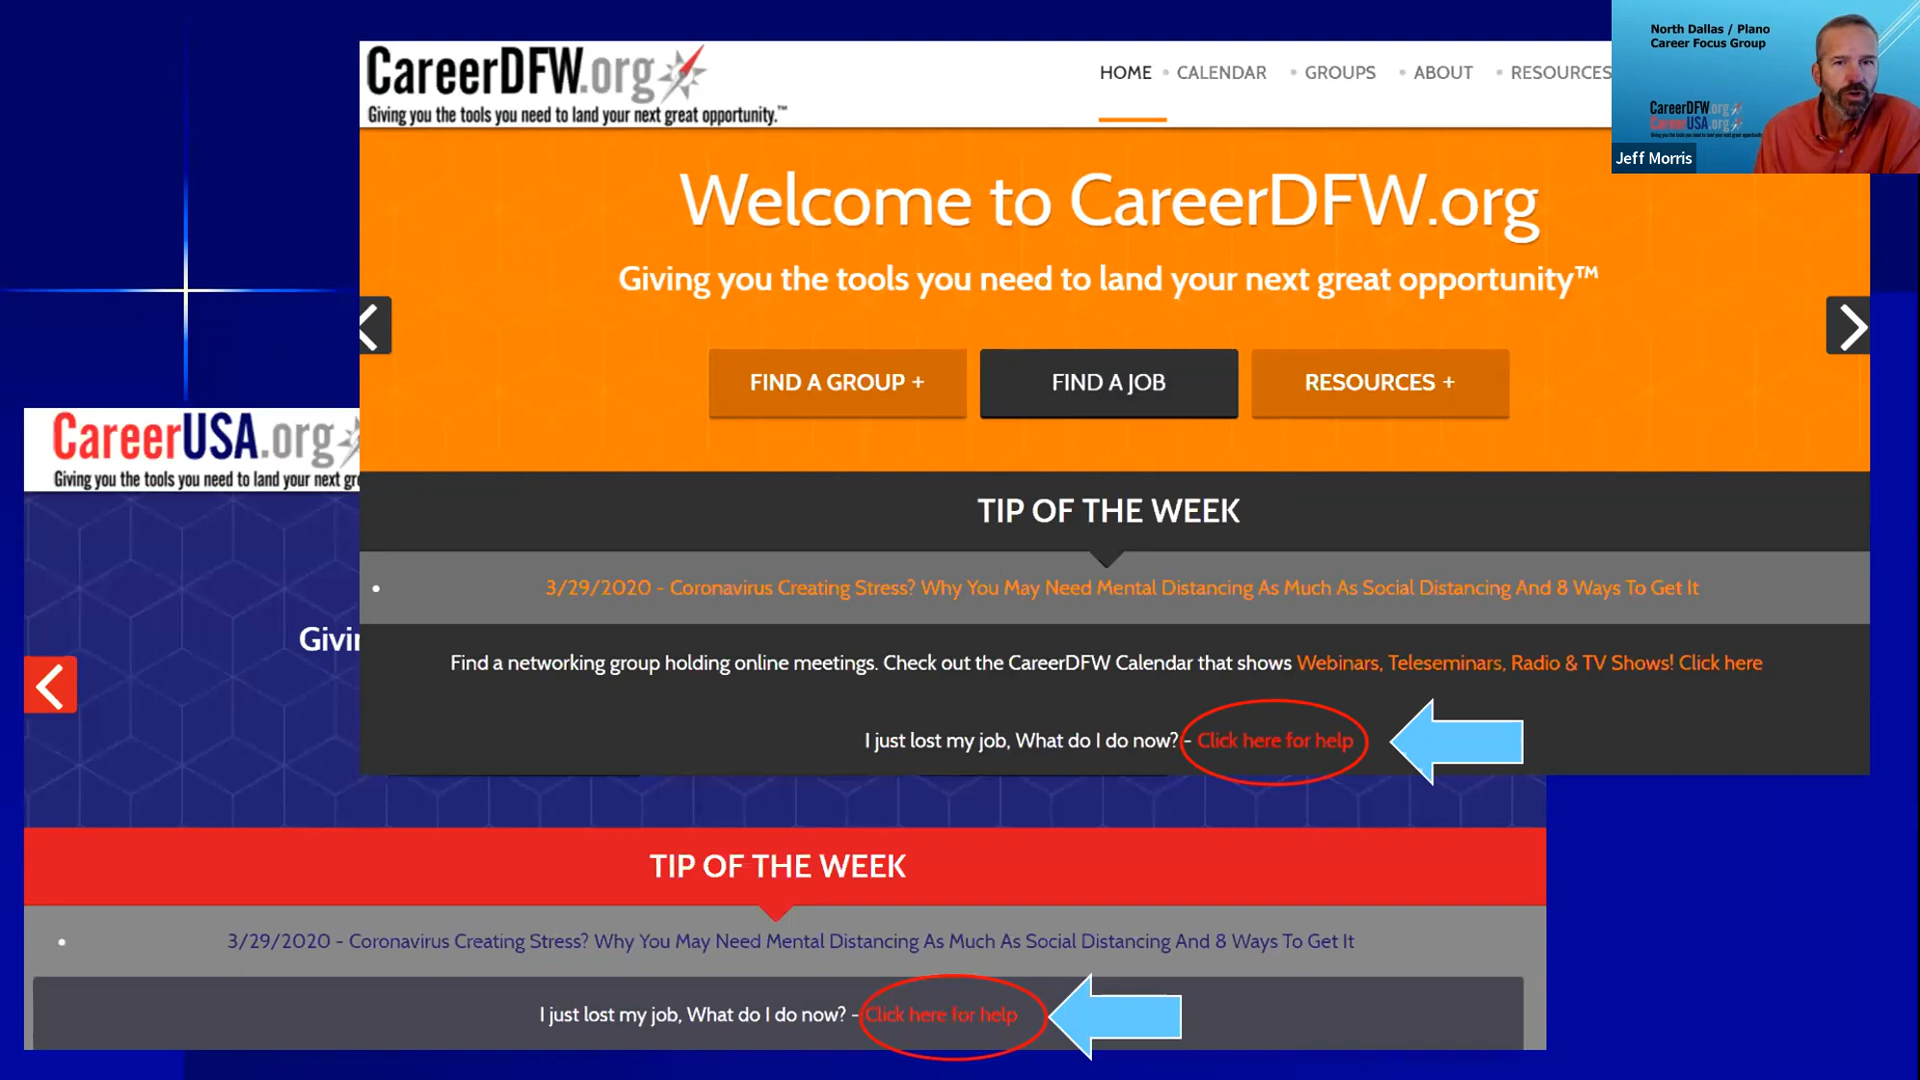 North Dallas / Plano
Career Focus Group
CareerDFW.org
CareerUSA.org
Jeff Morris
CareerDFW.org
Giving you the tools you need to land your next great opportunity.™
HOME • CALENDAR • GROUPS • ABOUT • RESOURCES
Welcome to CareerDFW.org
Giving you the tools you need to land your next great opportunity™
FIND A GROUP +
FIND A JOB
RESOURCES +
TIP OF THE WEEK
• 3/29/2020 - Coronavirus Creating Stress? Why You May Need Mental Distancing As Much As Social Distancing And 8 Ways To Get It
Find a networking group holding online meetings. Check out the CareerDFW Calendar that shows Webinars, Teleseminars, Radio & TV Shows! Click here
I just lost my job, What do I do now? - Click here for help
CareerUSA.org
Giving you the tools you need to land your next gr
Givin
TIP OF THE WEEK
• 3/29/2020 - Coronavirus Creating Stress? Why You May Need Mental Distancing As Much As Social Distancing And 8 Ways To Get It
I just lost my job, What do I do now? - Click here for help